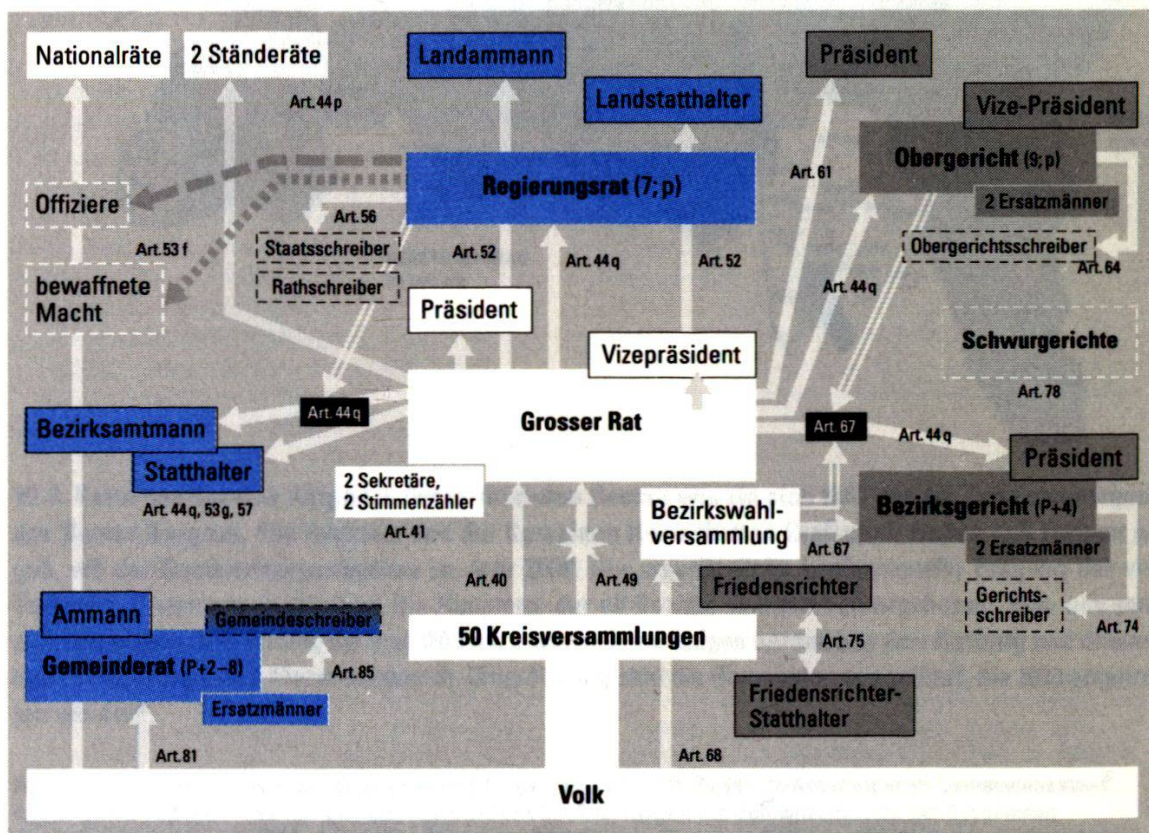 Nationalräte
2 Ständeräte
Landammann
Präsident
Landstatthalter
Vize-Präsident
Art. 44 p
Obergericht (9; p)
Regierungsrat (7; p)
Art. 61
Offiziere
2 Ersatzmänner
Art. 56
Art. 53 f
Staatsschreiber
Art. 52
Art. 44 q
Art. 52
Obergerichtsschreiber
Art. 64
bewaffnete
Macht
Rathschreiber
Art. 44 q
Präsident
Schwurgerichte
Vizepräsident
Art. 78
Bezirksamtmann
Art. 44 q
Grosser Rat
Art. 67
Art. 44 q
Präsident
Statthalter
2 Sekretäre,
2 Stimmenzähler
Art. 44 q, 53 g, 57
Art. 41
Bezirkswahl-
versammlung
Bezirksgericht (P+4)
Art. 67
2 Ersatzmänner
Art. 40
Art. 49
Friedensrichter
Gerichts-
schreiber
Art. 74
Ammann
Gemeindeschreiber
50 Kreisversammlungen
Art. 75
Gemeinderat (P+2–8)
Art. 85
Ersatzmänner
Friedensrichter-
Statthalter
Art. 81
Art. 68
Volk